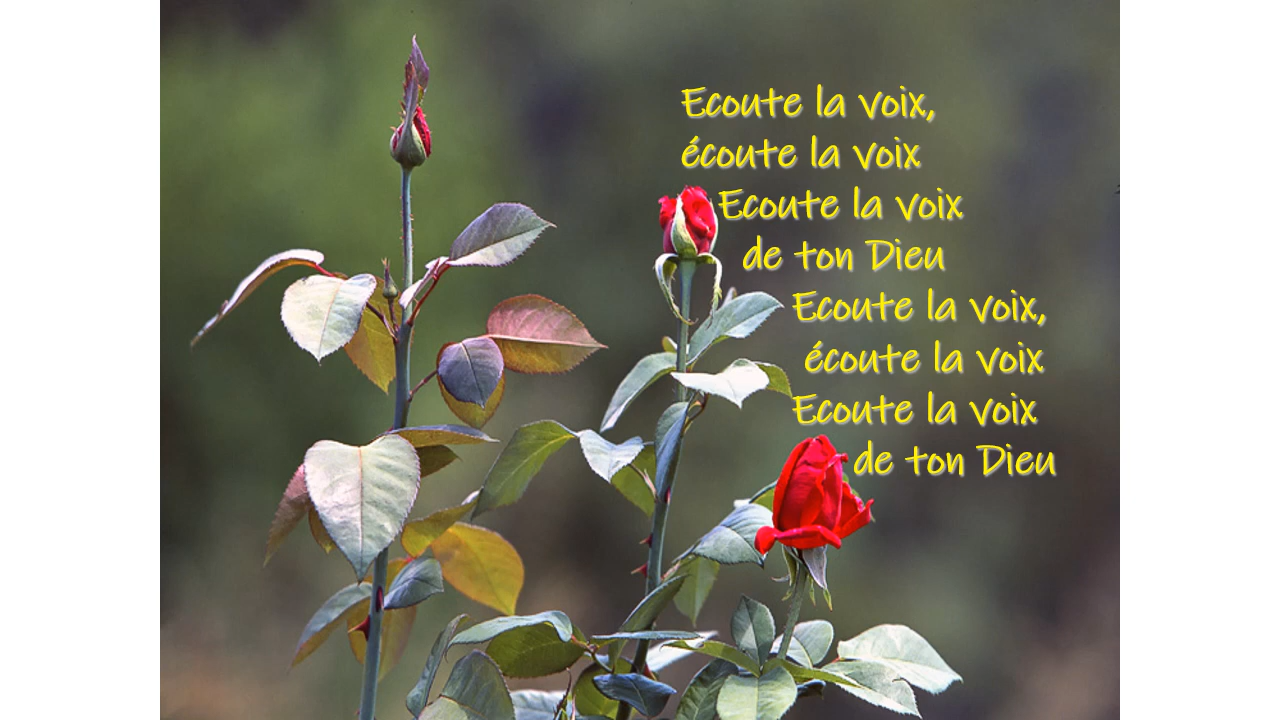 Ecoute la voix,
écoute la voix
Ecoute la voix
de ton Dieu
Ecoute la voix,
écoute la voix
Ecoute la voix
de ton Dieu